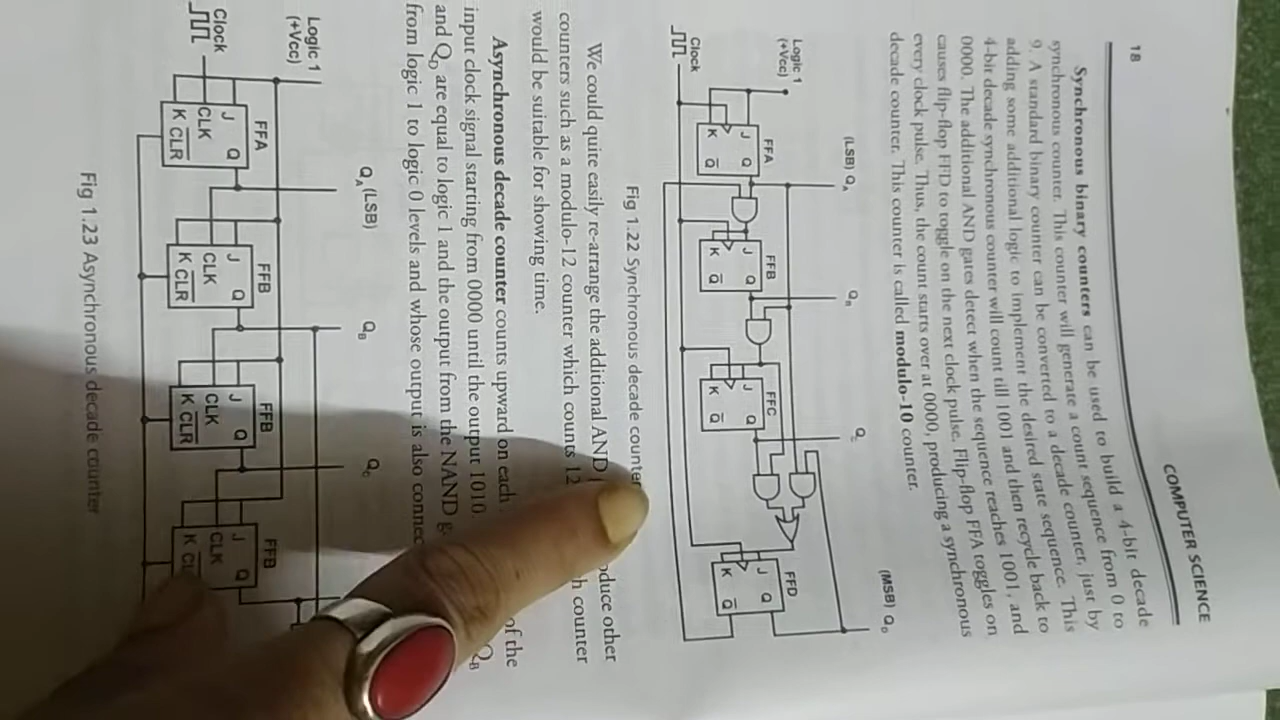 18
COMPUTER SCIENCE
Synchronous binary counters can be used to build a 4-bit decade
synchronous counter. This counter will generate a count sequence from 0 to
9. A standard binary counter can be converted to a decade counter, just by
adding some additional logic to implement the desired state sequence. This
4-bit decade synchronous counter will count till 1001 and then recycle back to
0000. The additional AND gates detect when the sequence reaches 1001, and
causes flip-flop FFD to toggle on the next clock pulse. Flip-flop FFA toggles on
every clock pulse. Thus, the count starts over at 0000, producing a synchronous
decade counter. This counter is called modulo-10 counter.
(LSB) QA
QB
QC
(MSB) QD
Logic 1
(+Vcc)
FFA
FFB
FFC
FFD
J Q
J Q
J Q
J Q
K Q̅
K Q̅
K Q̅
K Q̅
Clock
Fig 1.22 Synchronous decade counter
We could quite easily re-arrange the additional AND
oduce other
counters such as a modulo-12 counter which counts 12
h counter
would be suitable for showing time.
Asynchronous decade counter counts upward on each
of the
input clock signal starting from 0000 until the output 1010.
QB
and QD are equal to logic 1 and the output from the NAND
from logic 1 to logic 0 levels and whose output is also
QA (LSB)
QB
QC
Logic 1
(+Vcc)
FFA
FFB
FFB
FFB
J Q
J Q
J Q
J Q
Clock
CLK
CLK
CLK
CLK
K C̅L̅R̅
K C̅L̅R̅
K C̅L̅R̅
K
Fig 1.23 Asynchronous decade counter